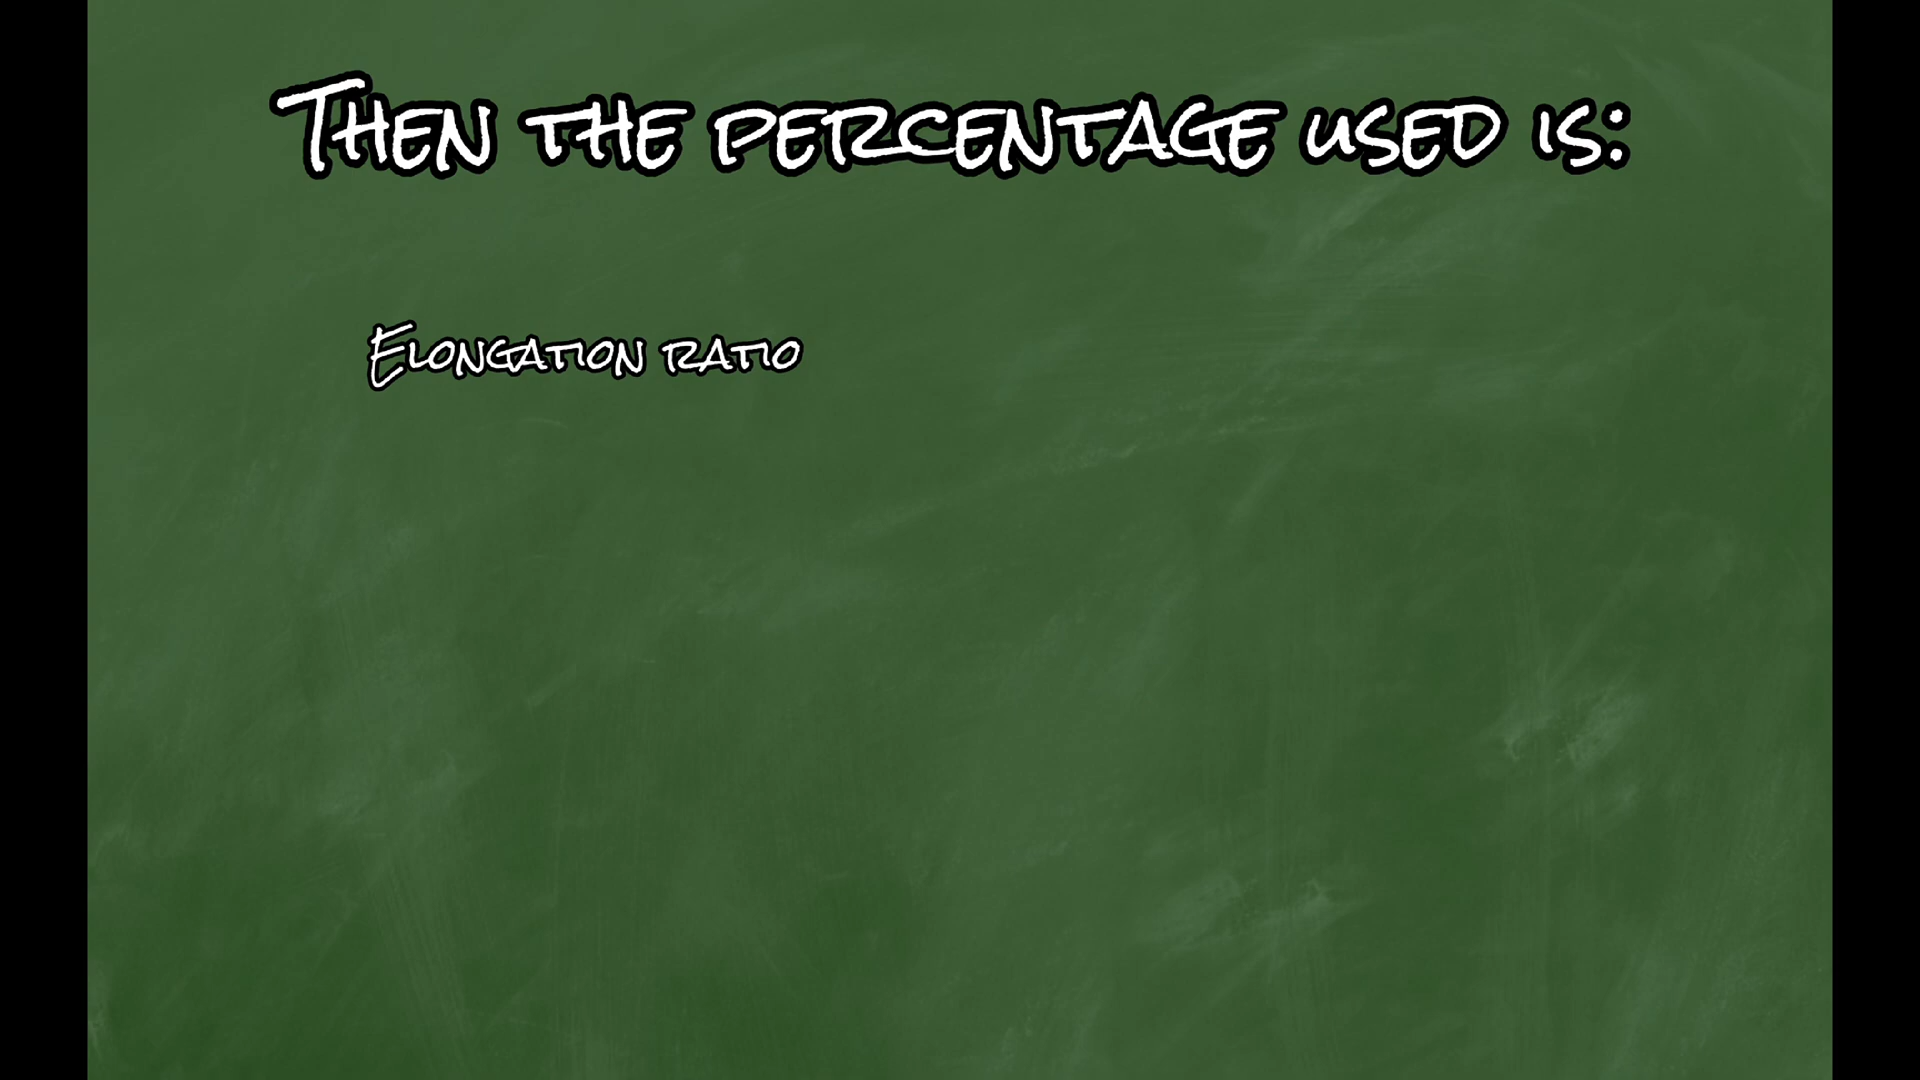 Then the percentage used is:
Elongation ratio